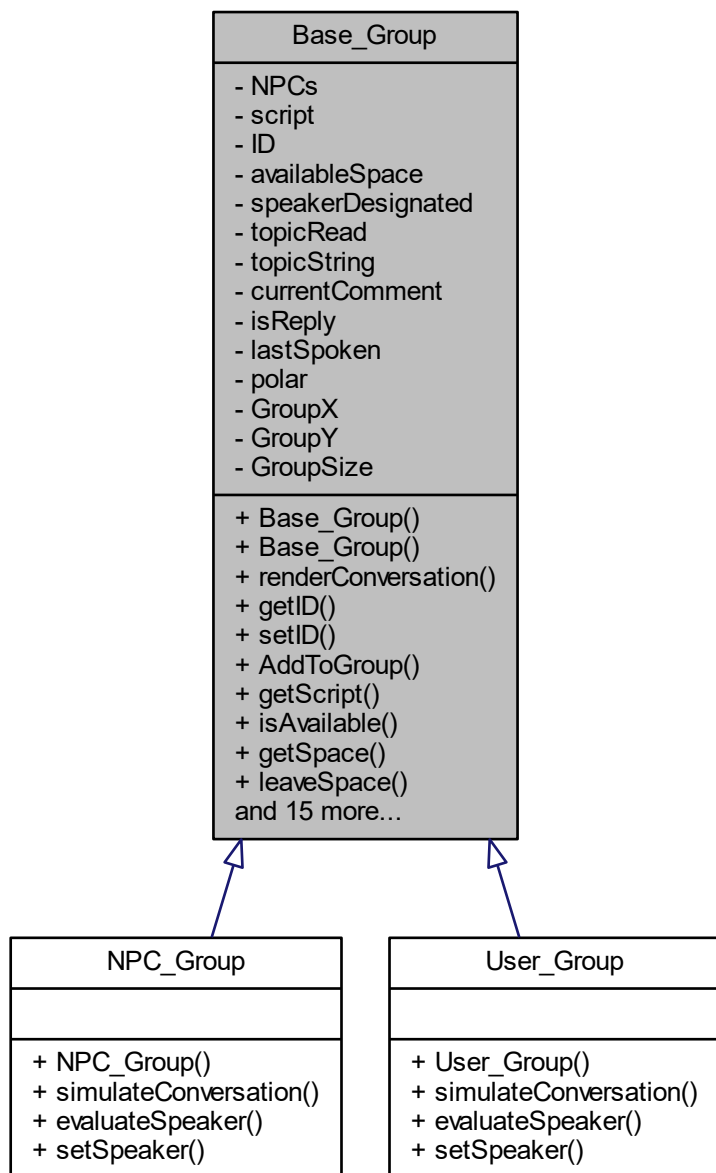 Base_Group
- NPCs
- script
- ID
- availableSpace
- speakerDesignated
- topicRead
- topicString
- currentComment
- isReply
- lastSpoken
- polar
- GroupX
- GroupY
- GroupSize
+ Base_Group()
+ Base_Group()
+ renderConversation()
+ getID()
+ setID()
+ AddToGroup()
+ getScript()
+ isAvailable()
+ getSpace()
+ leaveSpace()
and 15 more...
NPC_Group
+ NPC_Group()
+ simulateConversation()
+ evaluateSpeaker()
+ setSpeaker()
User_Group
+ User_Group()
+ simulateConversation()
+ evaluateSpeaker()
+ setSpeaker()